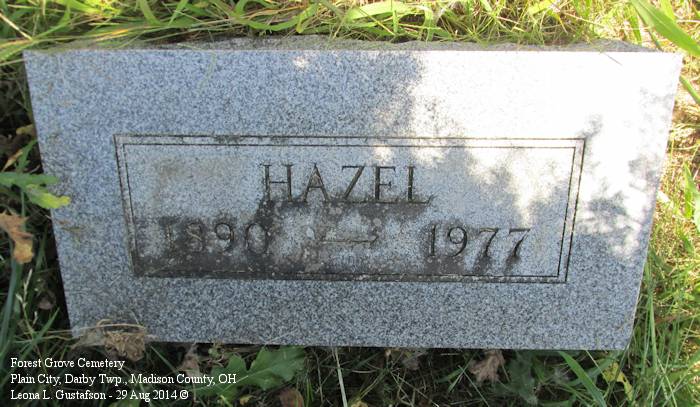 HAZEL
1890 — 1977
Forest Grove Cemetery
Plain City, Darby Twp., Madison County, OH
Leona L. Gustafson - 29 Aug 2014 ©